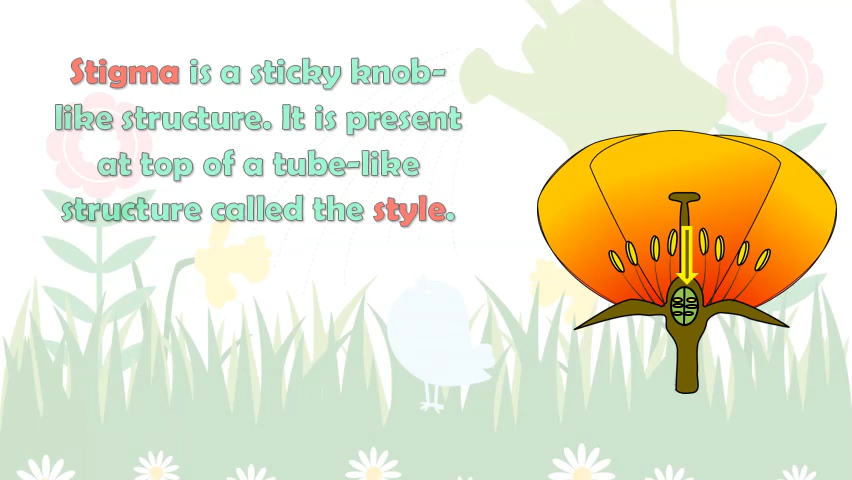 Stigma is a sticky knob-
like structure. It is present
at top of a tube-like
structure called the style.